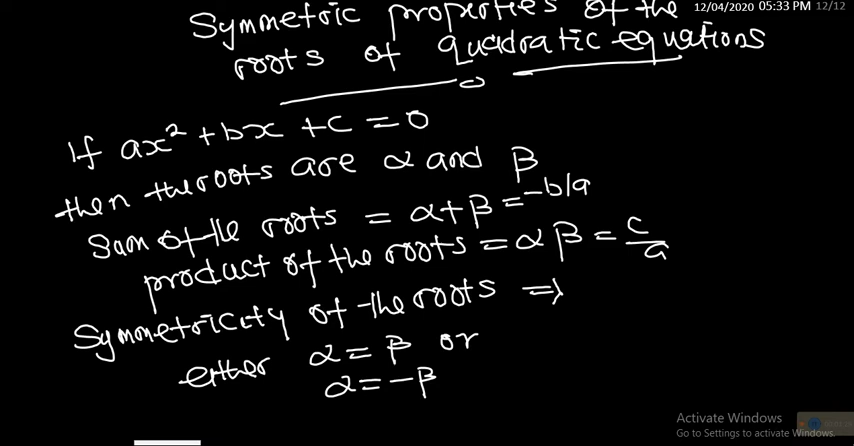 12/04/2020 05:33 PM 12/12
Symmetric properties of the
roots of quadratic equations
If ax² + bx + c = 0
then the roots are α and β
Sum of the roots = α + β = -b/a
product of the roots = α β = c/a
Symmetricity of the roots ⇒
either α = β or
α = -β
Activate Windows
Go to Settings to activate Windows.